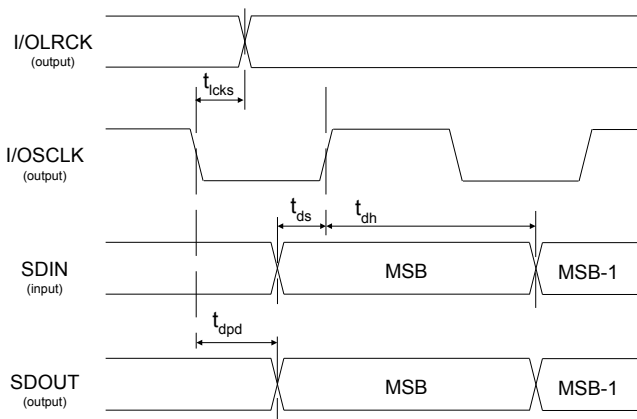 I/OLRCK
(output)
t_lcks
I/OSCLK
(output)
t_ds
t_dh
SDIN
(input)
MSB
MSB-1
t_dpd
SDOUT
(output)
MSB
MSB-1